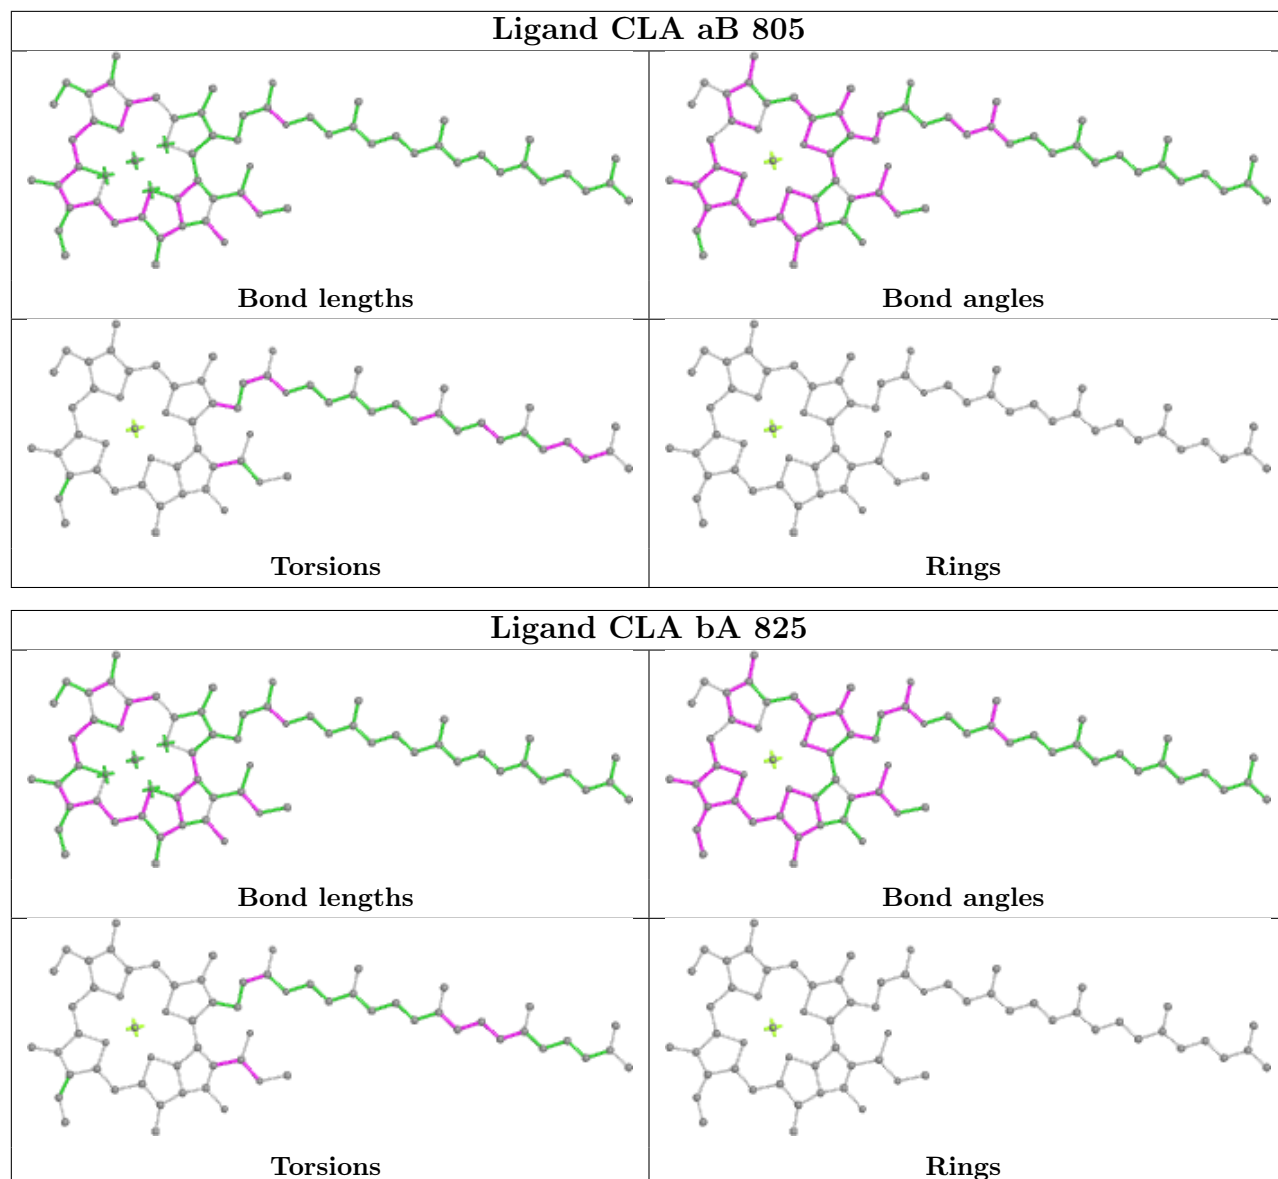 Ligand CLA aB 805
Bond lengths
Bond angles
Torsions
Rings
Ligand CLA bA 825
Bond lengths
Bond angles
Torsions
Rings